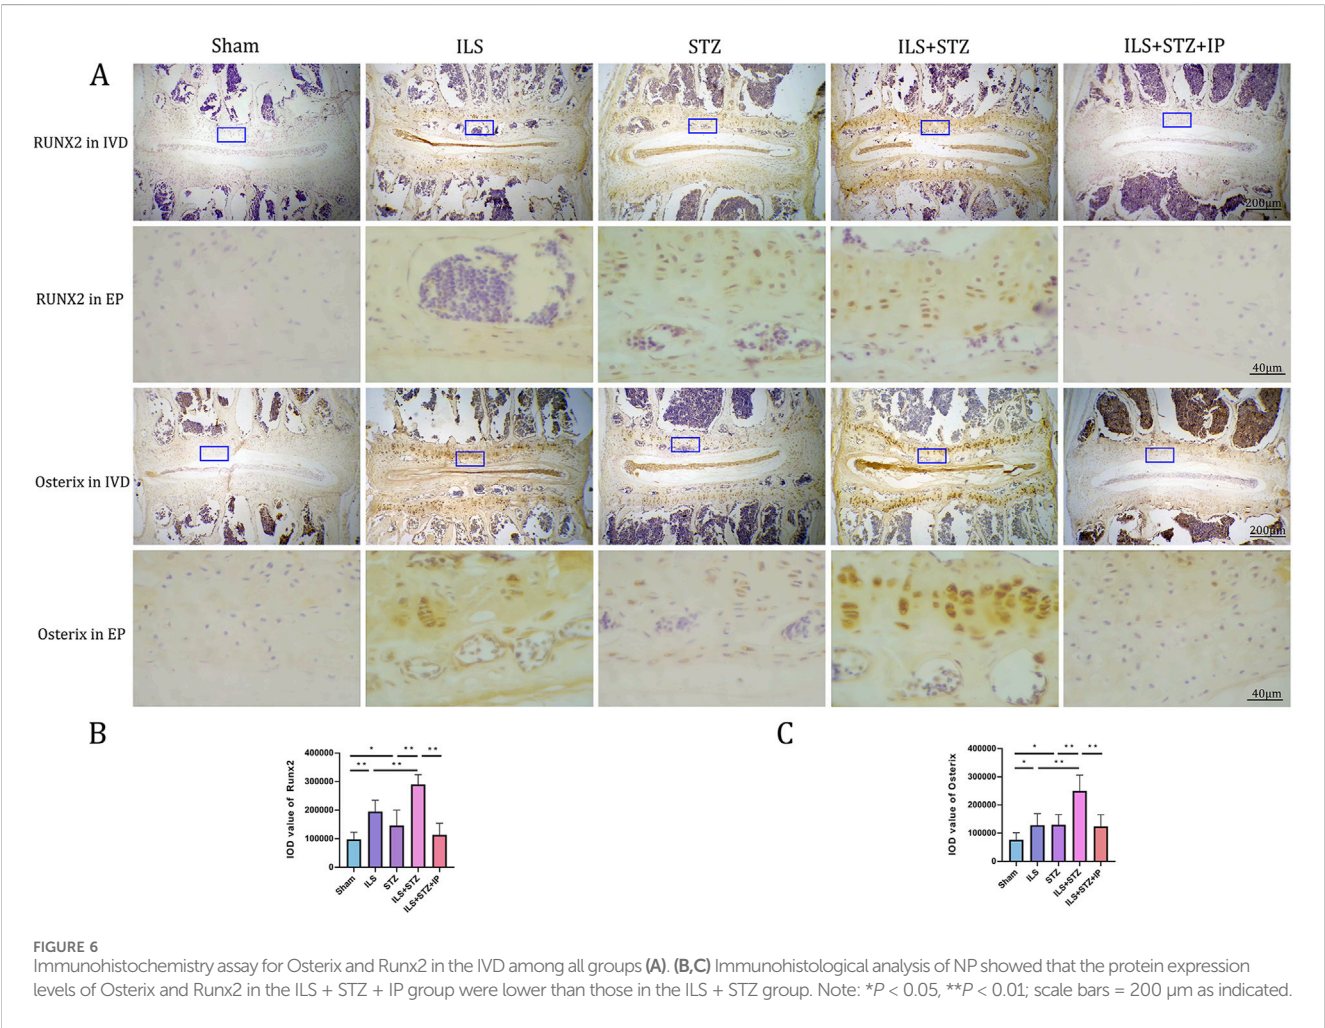 Sham ILS STZ ILS+STZ ILS+STZ+IP
A
RUNX2 in IVD
200μm
RUNX2 in EP
40μm
Osterix in IVD
200μm
Osterix in EP
40μm
B
IOD value of Runx2
400000
300000
200000
100000
0
* ** **
** **
Sham ILS STZ ILS+STZ ILS+STZ+IP
C
IOD value of Osterix
400000
300000
200000
100000
0
* ** **
* **
Sham ILS STZ ILS+STZ ILS+STZ+IP
FIGURE 6
Immunohistochemistry assay for Osterix and Runx2 in the IVD among all groups (A). (B,C) Immunohistological analysis of NP showed that the protein expression
levels of Osterix and Runx2 in the ILS + STZ + IP group were lower than those in the ILS + STZ group. Note: *P < 0.05, **P < 0.01; scale bars = 200 μm as indicated.